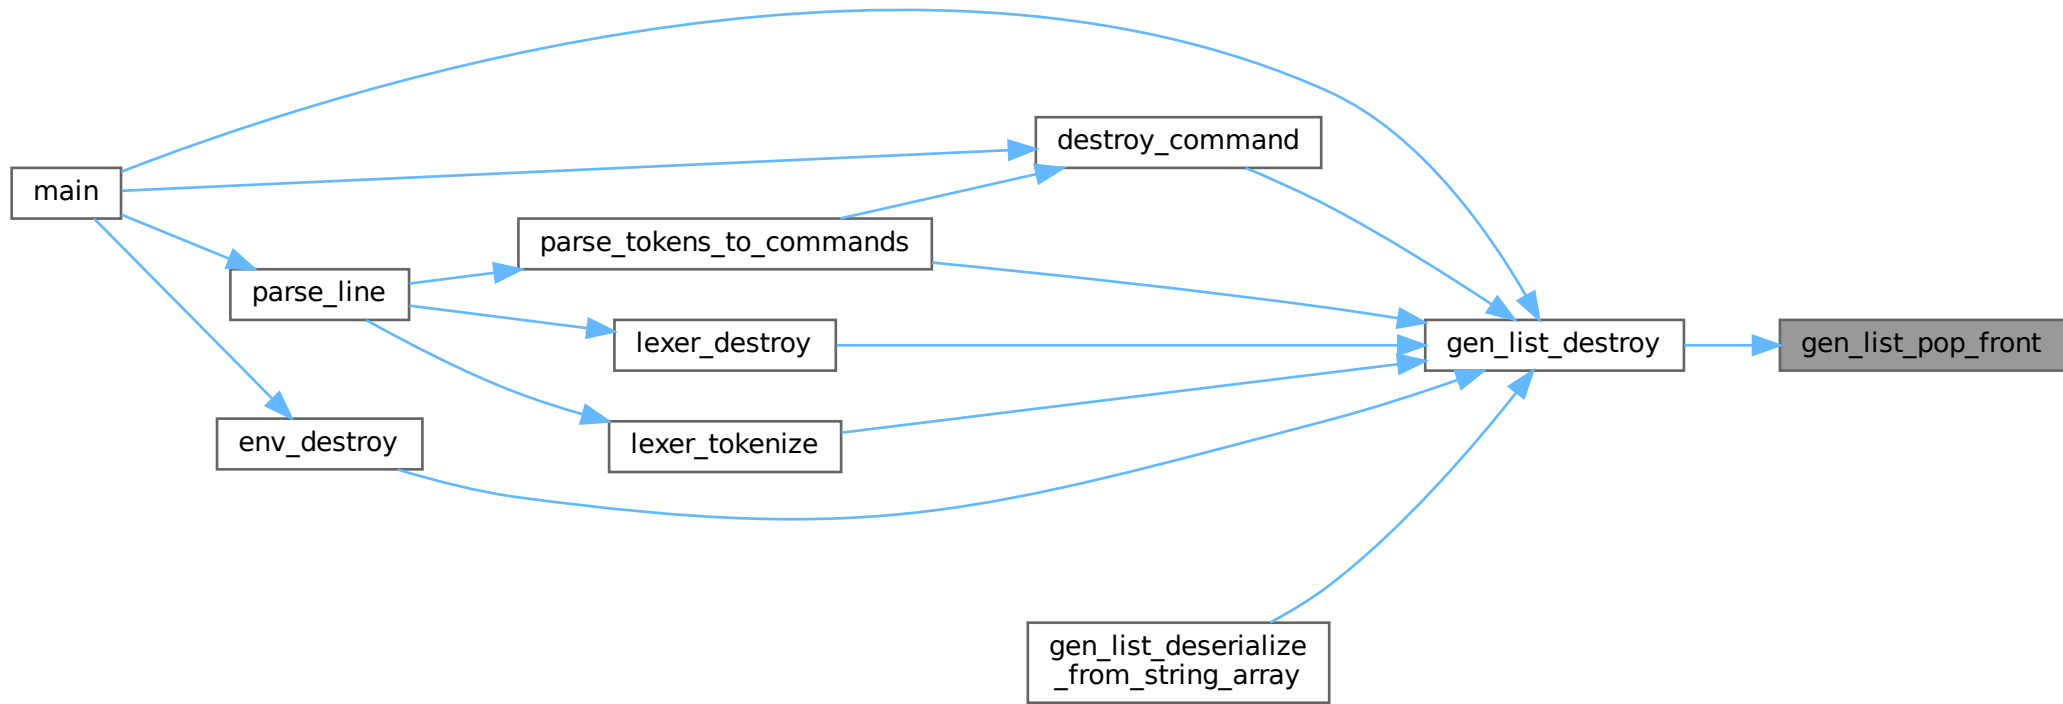 destroy_command
main
parse_tokens_to_commands
parse_line
lexer_destroy
gen_list_destroy
gen_list_pop_front
env_destroy
lexer_tokenize
gen_list_deserialize
_from_string_array